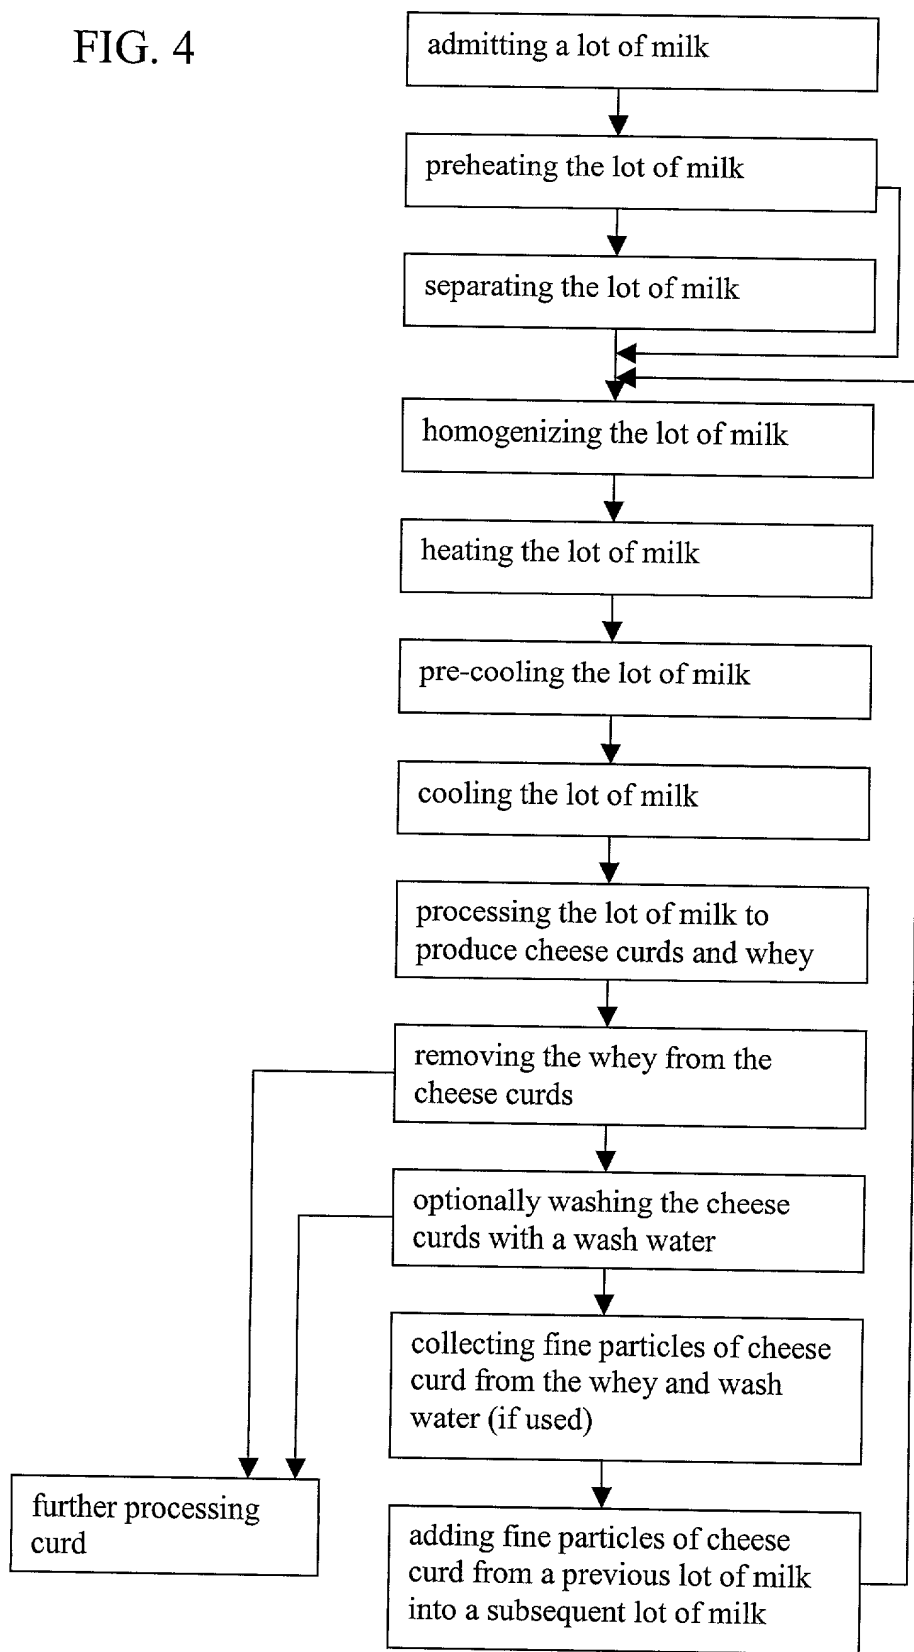 FIG. 4
admitting a lot of milk
preheating the lot of milk
separating the lot of milk
homogenizing the lot of milk
heating the lot of milk
pre-cooling the lot of milk
cooling the lot of milk
processing the lot of milk to
produce cheese curds and whey
removing the whey from the
cheese curds
optionally washing the cheese
curds with a wash water
collecting fine particles of cheese
curd from the whey and wash
water (if used)
further processing
curd
adding fine particles of cheese
curd from a previous lot of milk
into a subsequent lot of milk